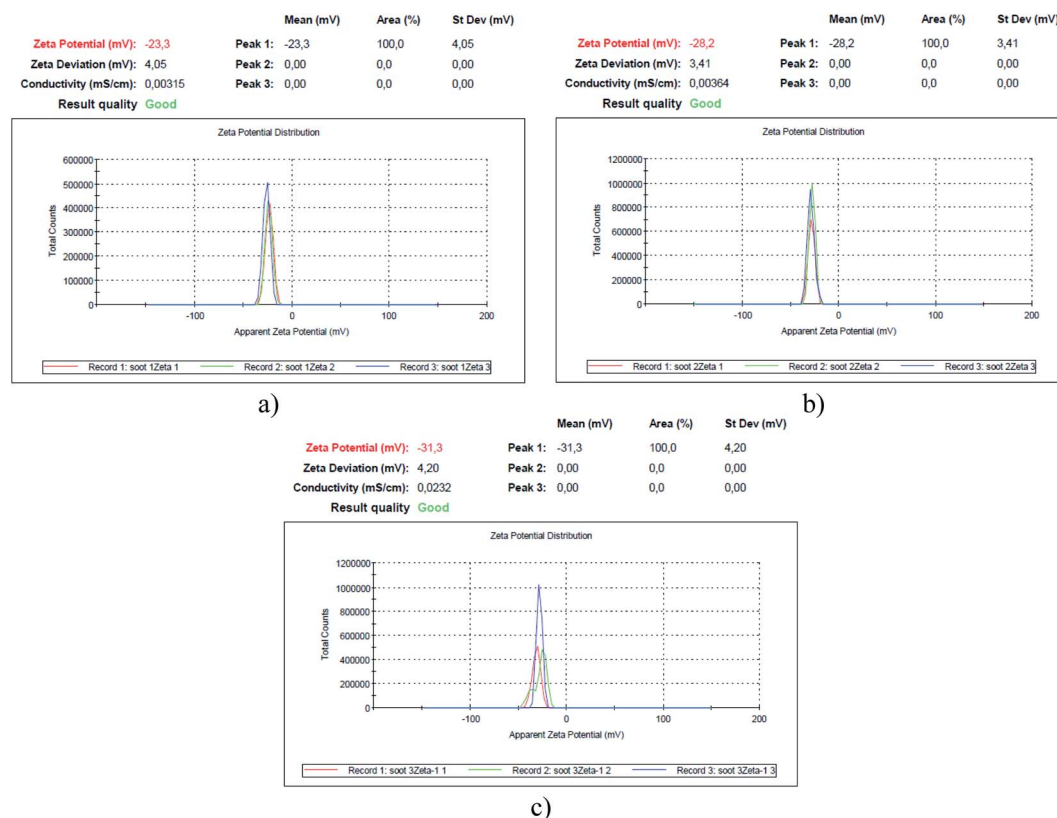 Mean (mV) Area (%) St Dev (mV)
Zeta Potential (mV): -23,3 Peak 1: -23,3 100,0 4,05
Zeta Deviation (mV): 4,05 Peak 2: 0,00 0,0 0,00
Conductivity (mS/cm): 0,00315 Peak 3: 0,00 0,0 0,00
Result quality Good
Zeta Potential Distribution
600000
500000
400000
300000
200000
100000
0
Total Counts
-100 0 100 200
Apparent Zeta Potential (mV)
Record 1: soot 1Zeta 1 Record 2: soot 1Zeta 2 Record 3: soot 1Zeta 3
a)
Mean (mV) Area (%) St Dev (mV)
Zeta Potential (mV): -28,2 Peak 1: -28,2 100,0 3,41
Zeta Deviation (mV): 3,41 Peak 2: 0,00 0,0 0,00
Conductivity (mS/cm): 0,00364 Peak 3: 0,00 0,0 0,00
Result quality Good
Zeta Potential Distribution
1200000
1000000
800000
600000
400000
200000
0
Total Counts
-100 0 100 200
Apparent Zeta Potential (mV)
Record 1: soot 2Zeta 1 Record 2: soot 2Zeta 2 Record 3: soot 2Zeta 3
b)
Mean (mV) Area (%) St Dev (mV)
Zeta Potential (mV): -31,3 Peak 1: -31,3 100,0 4,20
Zeta Deviation (mV): 4,20 Peak 2: 0,00 0,0 0,00
Conductivity (mS/cm): 0,0232 Peak 3: 0,00 0,0 0,00
Result quality Good
Zeta Potential Distribution
1200000
1000000
800000
600000
400000
200000
0
Total Counts
-100 0 100 200
Apparent Zeta Potential (mV)
Record 1: soot 3Zeta-1 1 Record 2: soot 3Zeta-1 2 Record 3: soot 3Zeta-1 3
c)